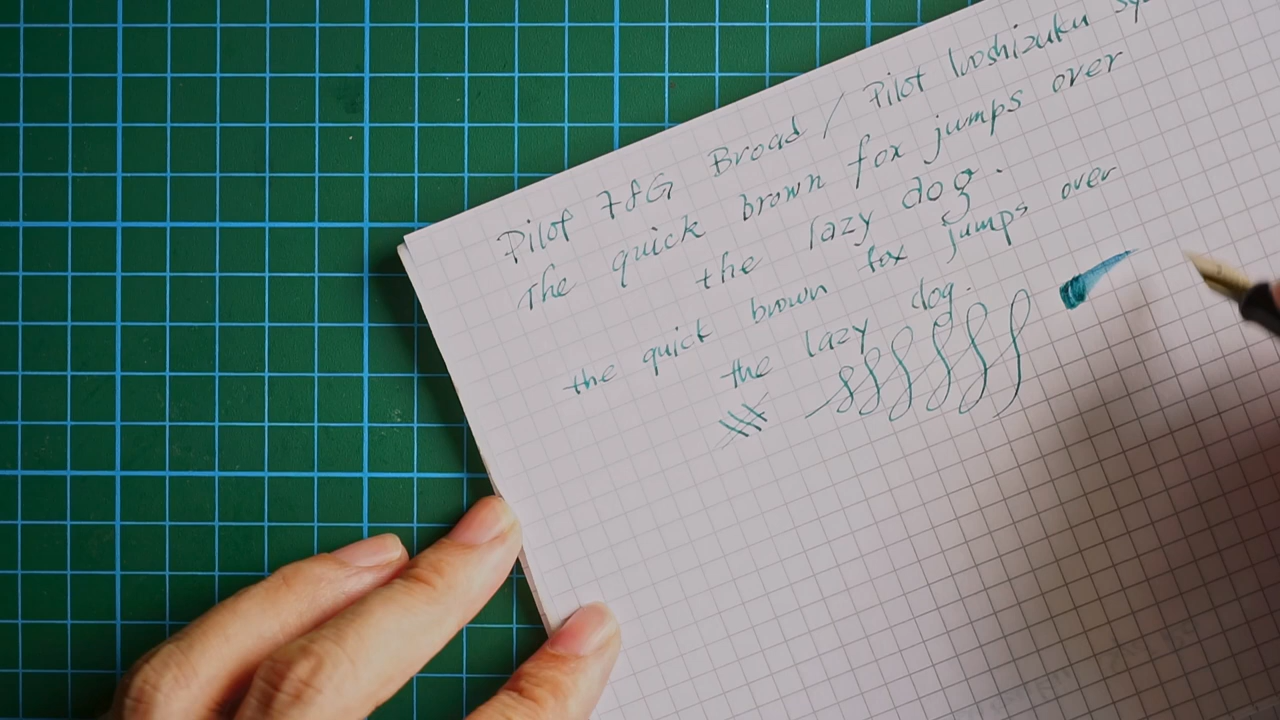 Pilot 78G Broad / Pilot Iroshizuku
The quick brown fox jumps over
the lazy dog.
the quick brown fox jumps over
the lazy dog.